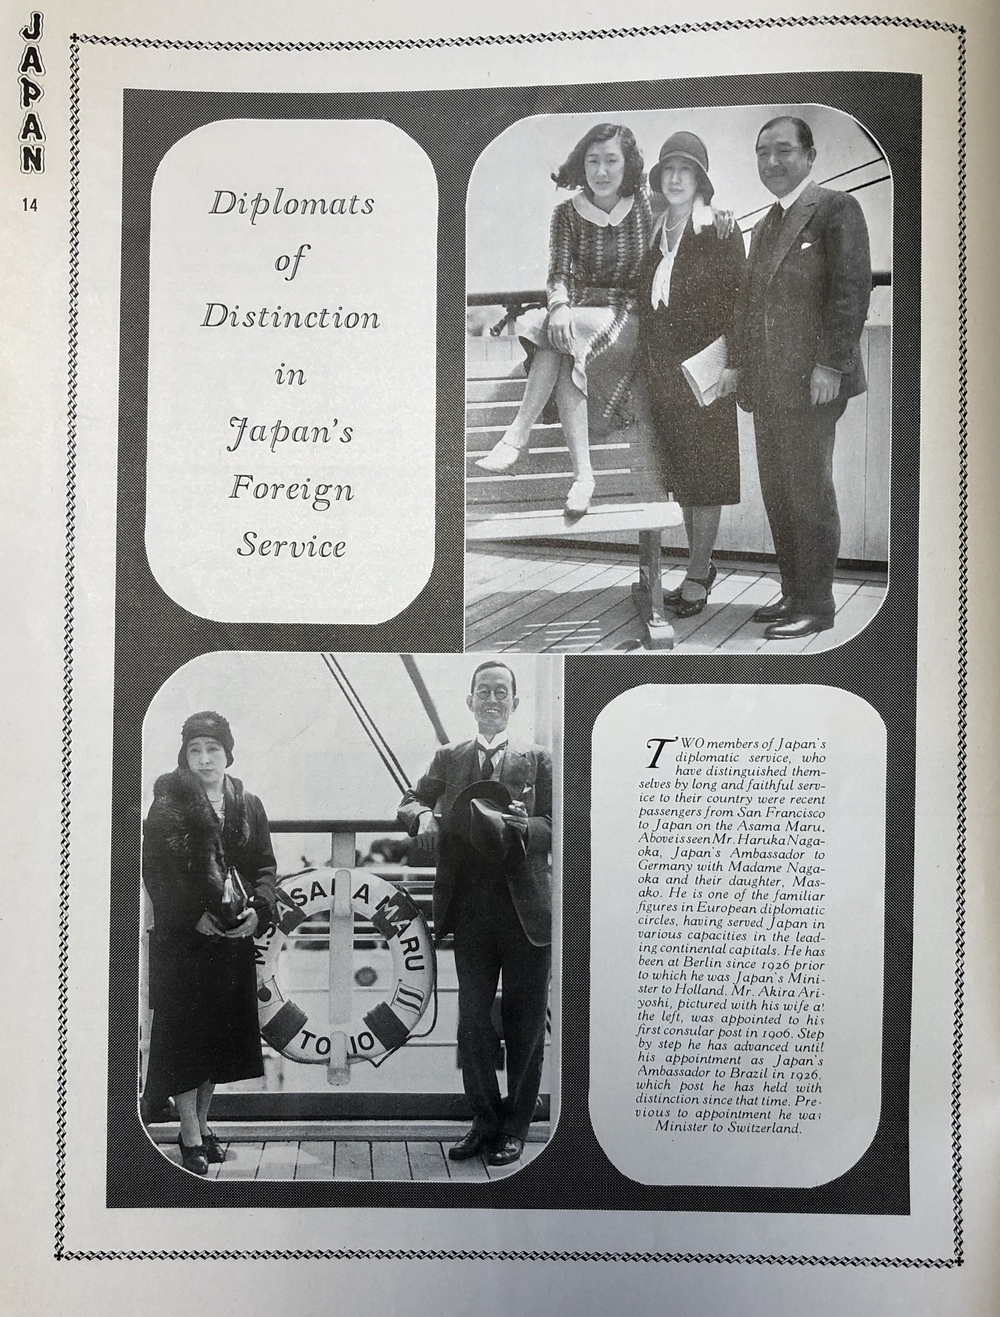 JAPAN
14
Diplomats
of
Distinction
in
Japan's
Foreign
Service
M.S. ASAMA MARU
TOKIO
TWO members of Japan's
diplomatic service, who
have distinguished them-
selves by long and faithful serv-
ice to their country were recent
passengers from San Francisco
to Japan on the Asama Maru.
Above is seen Mr. Haruka Naga-
oka, Japan's Ambassador to
Germany with Madame Naga-
oka and their daughter, Mas-
ako. He is one of the familiar
figures in European diplomatic
circles, having served Japan in
various capacities in the lead-
ing continental capitals. He has
been at Berlin since 1926 prior
to which he was Japan's Mini-
ster to Holland. Mr. Akira Ari-
yoshi, pictured with his wife at
the left, was appointed to his
first consular post in 1906. Step
by step he has advanced until
his appointment as Japan's
Ambassador to Brazil in 1926,
which post he has held with
distinction since that time. Pre-
vious to appointment he was
Minister to Switzerland.